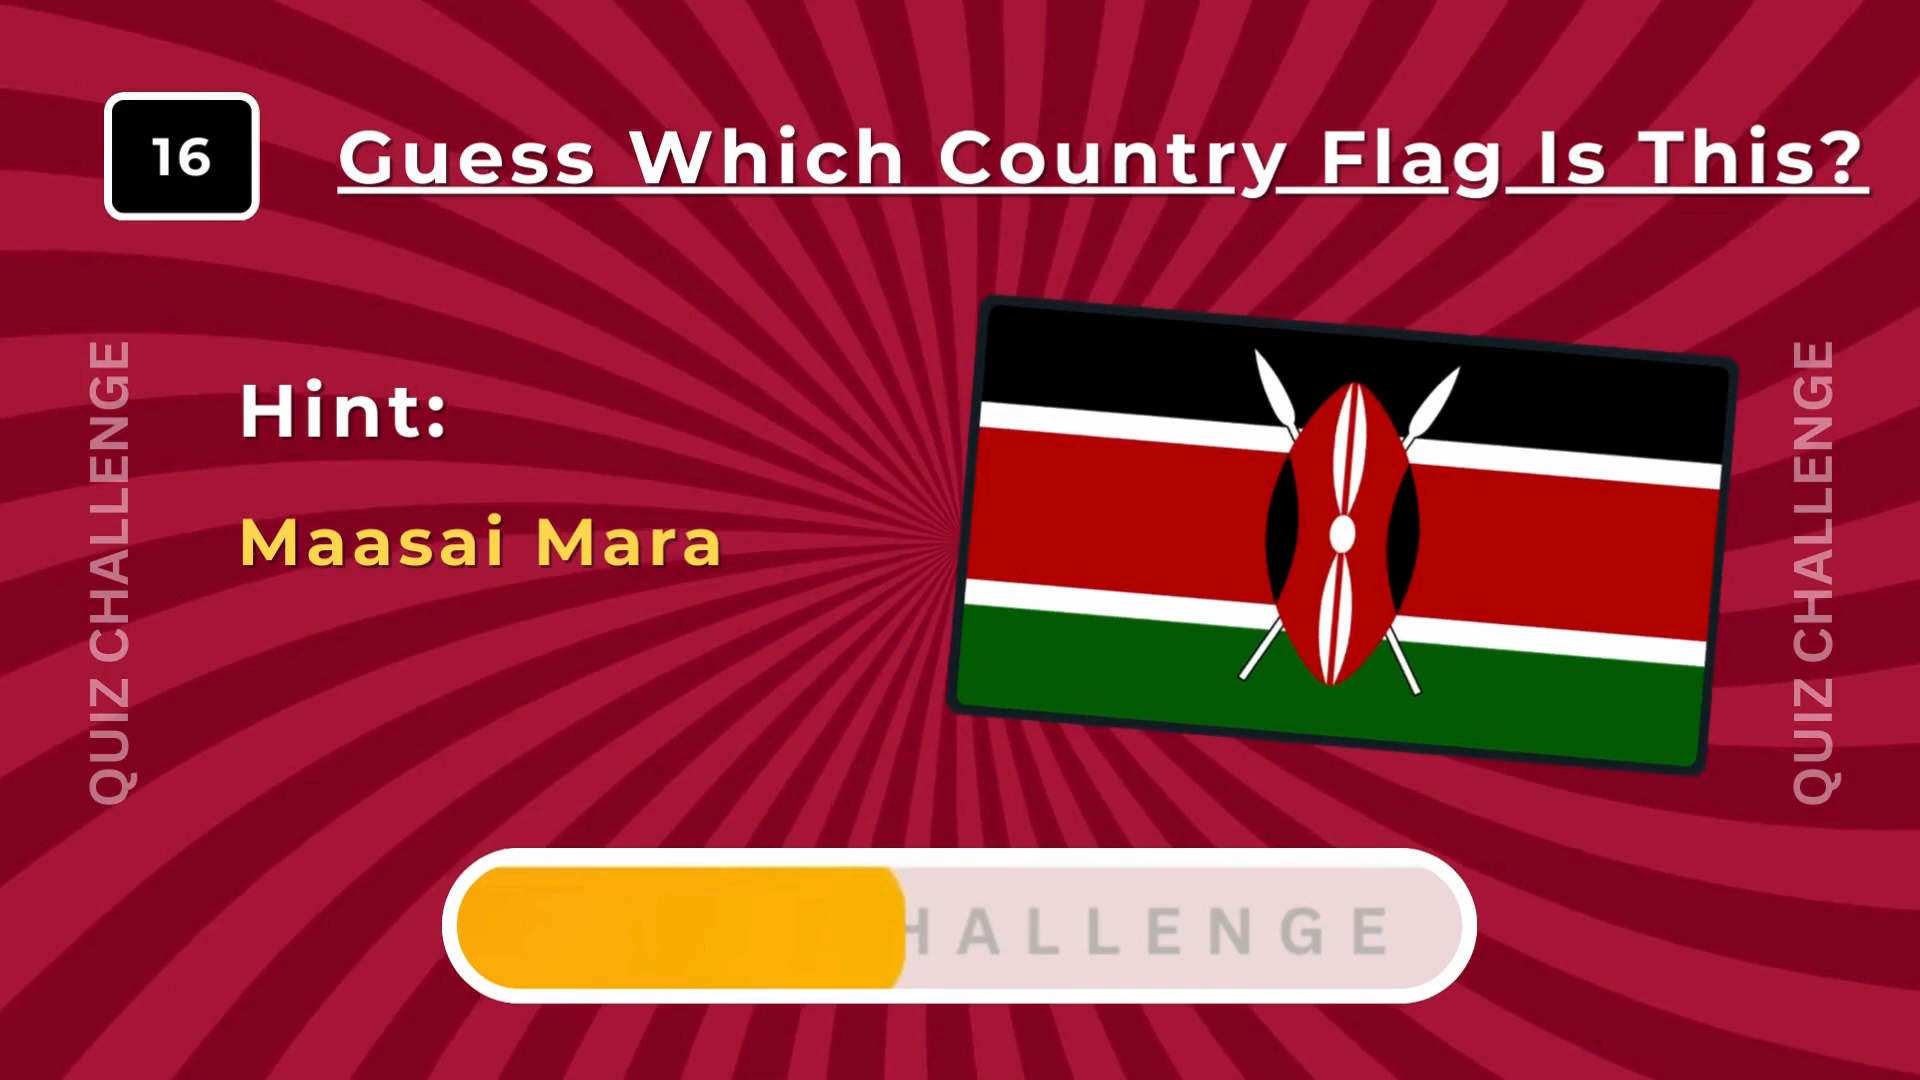 16
Guess Which Country Flag Is This?
QUIZ CHALLENGE
Hint:
Maasai Mara
QUIZ CHALLENGE
HALLENGE